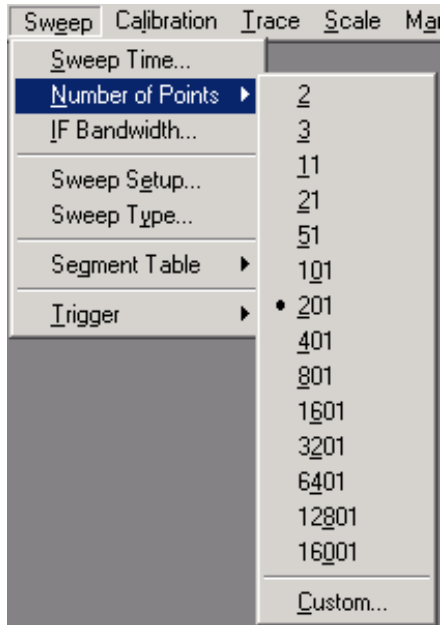 Sweep Calibration Trace Scale Ma
Sweep Time...
Number of Points
IF Bandwidth...
Sweep Setup...
Sweep Type...
Segment Table
Trigger
2
3
11
21
51
101
201
401
801
1601
3201
6401
12801
16001
Custom...